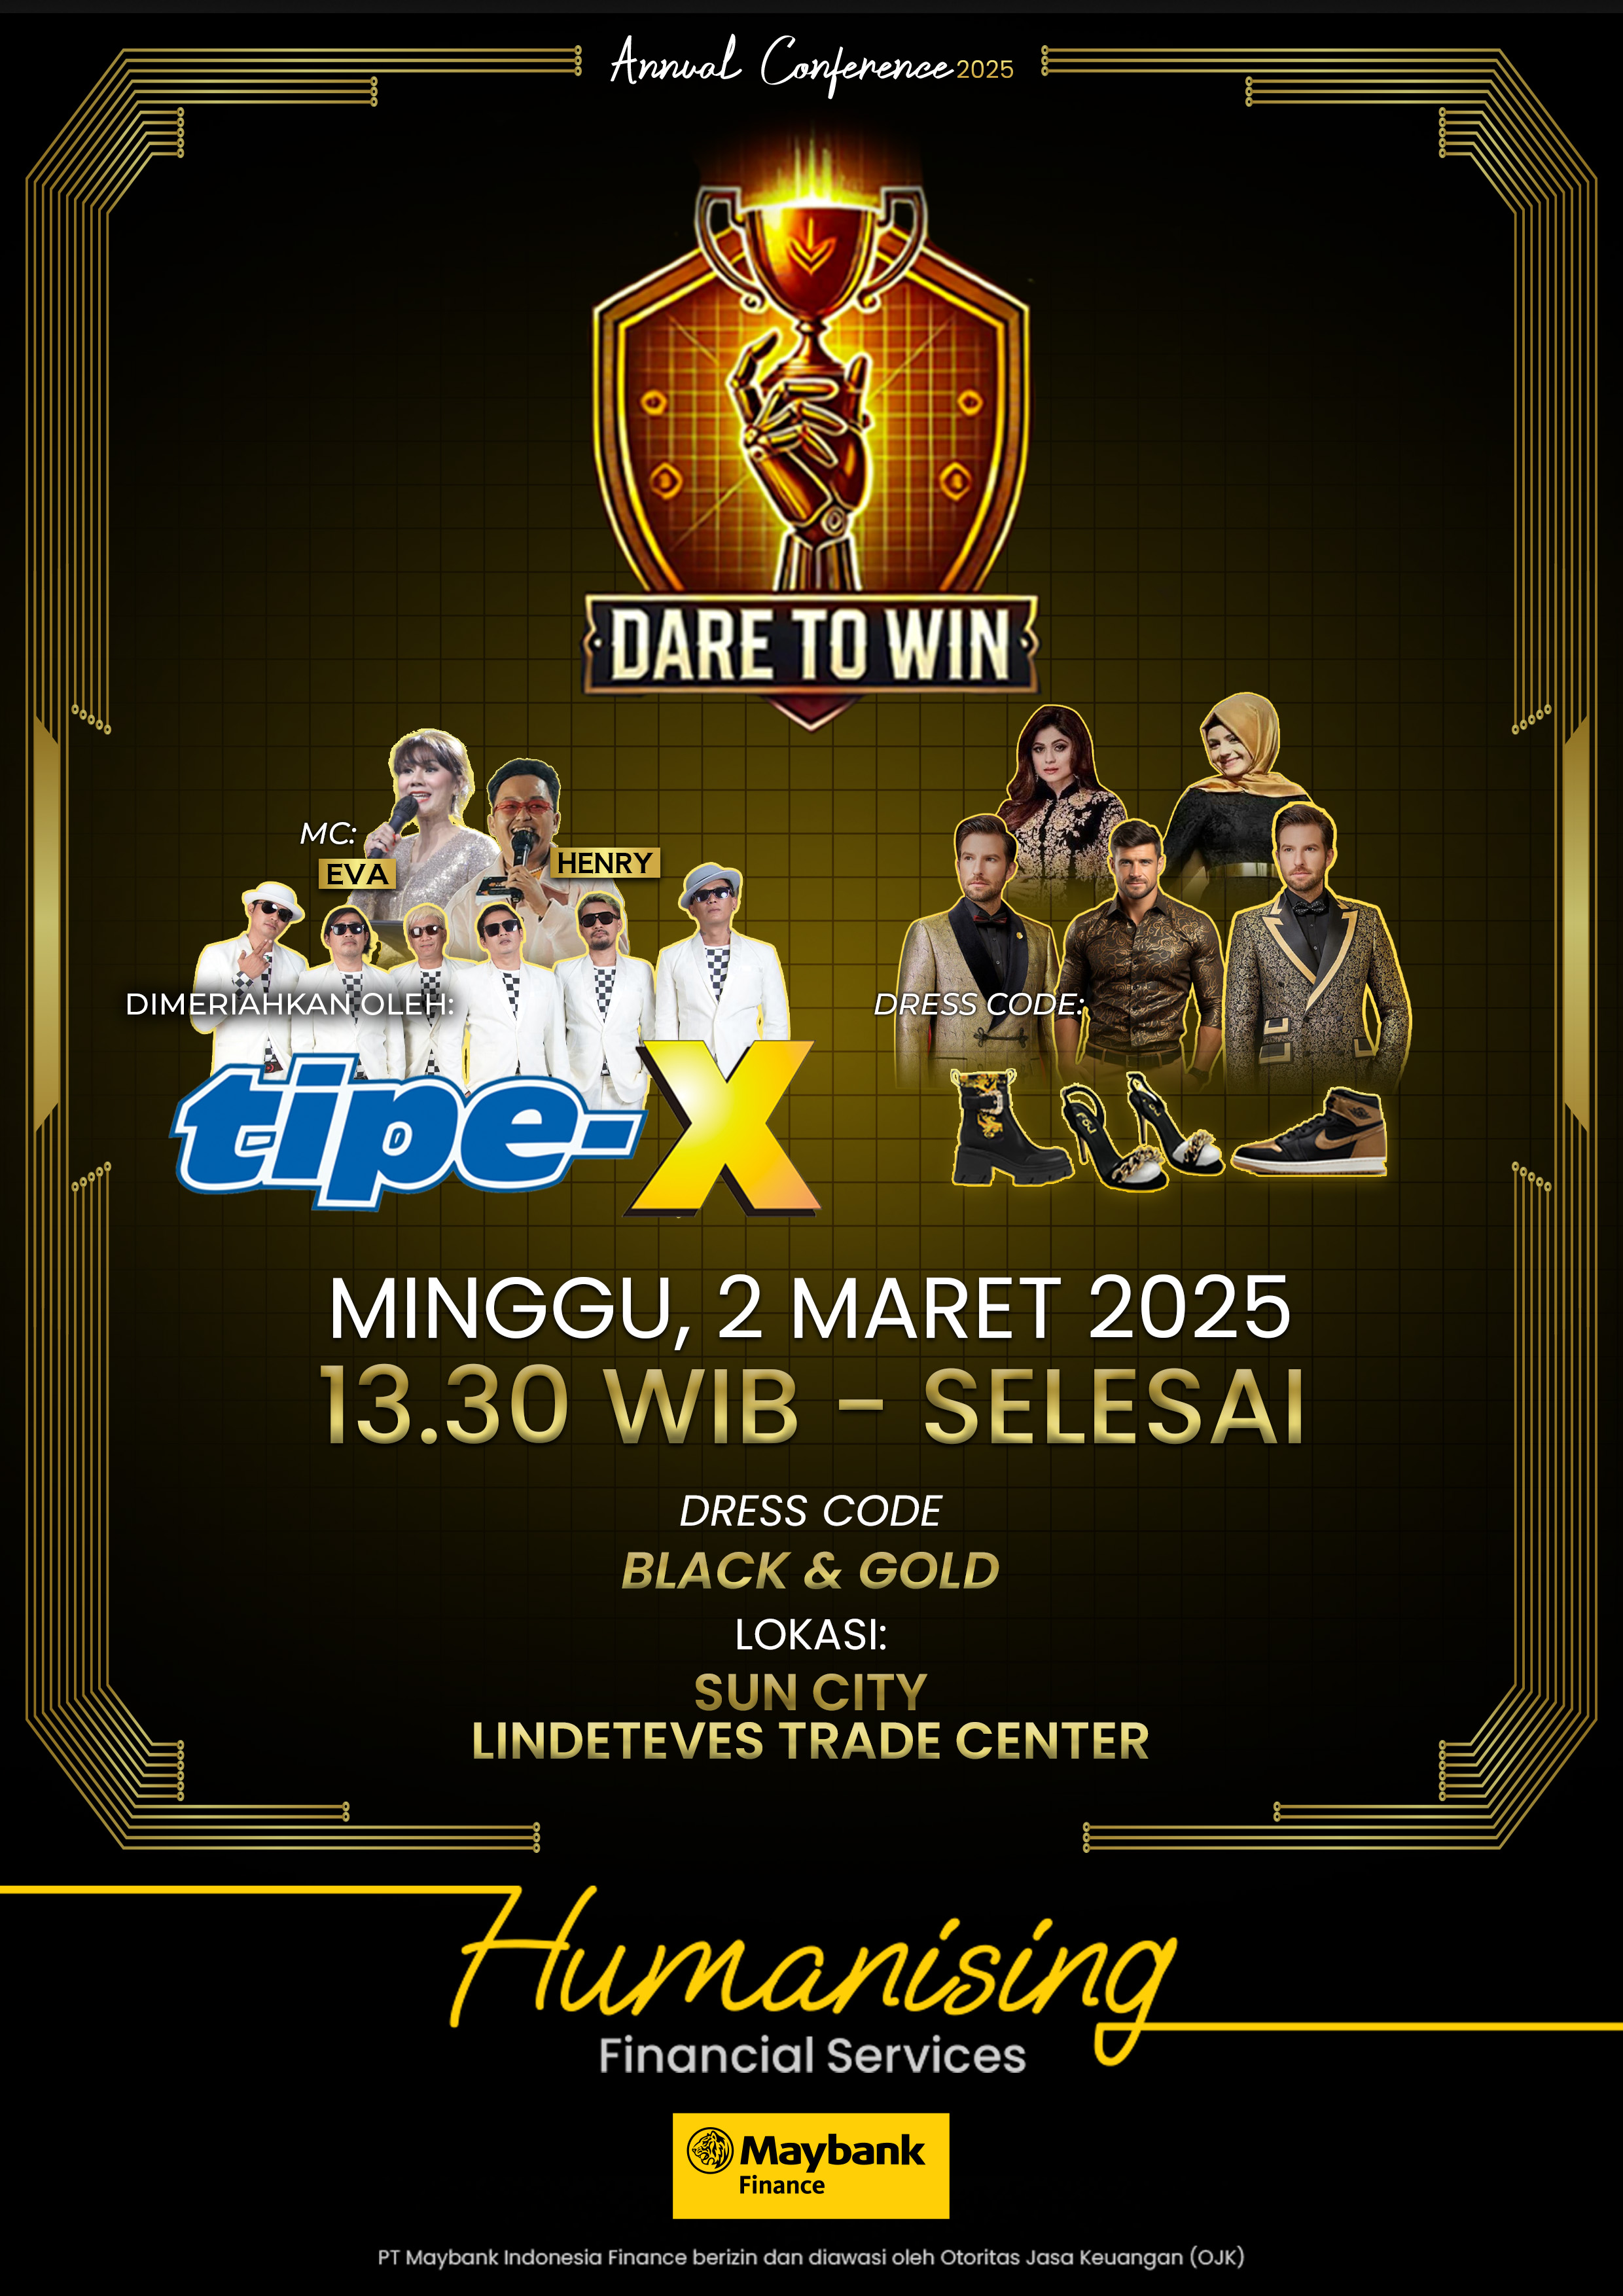 Annual Conference 2025
DARE TO WIN
MC:
EVA
HENRY
DIMERIAHKAN OLEH:
tipe-X
DRESS CODE:
MINGGU, 2 MARET 2025
13.30 WIB - SELESAI
DRESS CODE
BLACK & GOLD
LOKASI:
SUN CITY
LINDETEVES TRADE CENTER
Humanising
Financial Services
Maybank
Finance
PT Maybank Indonesia Finance berizin dan diawasi oleh Otoritas Jasa Keuangan (OJK)